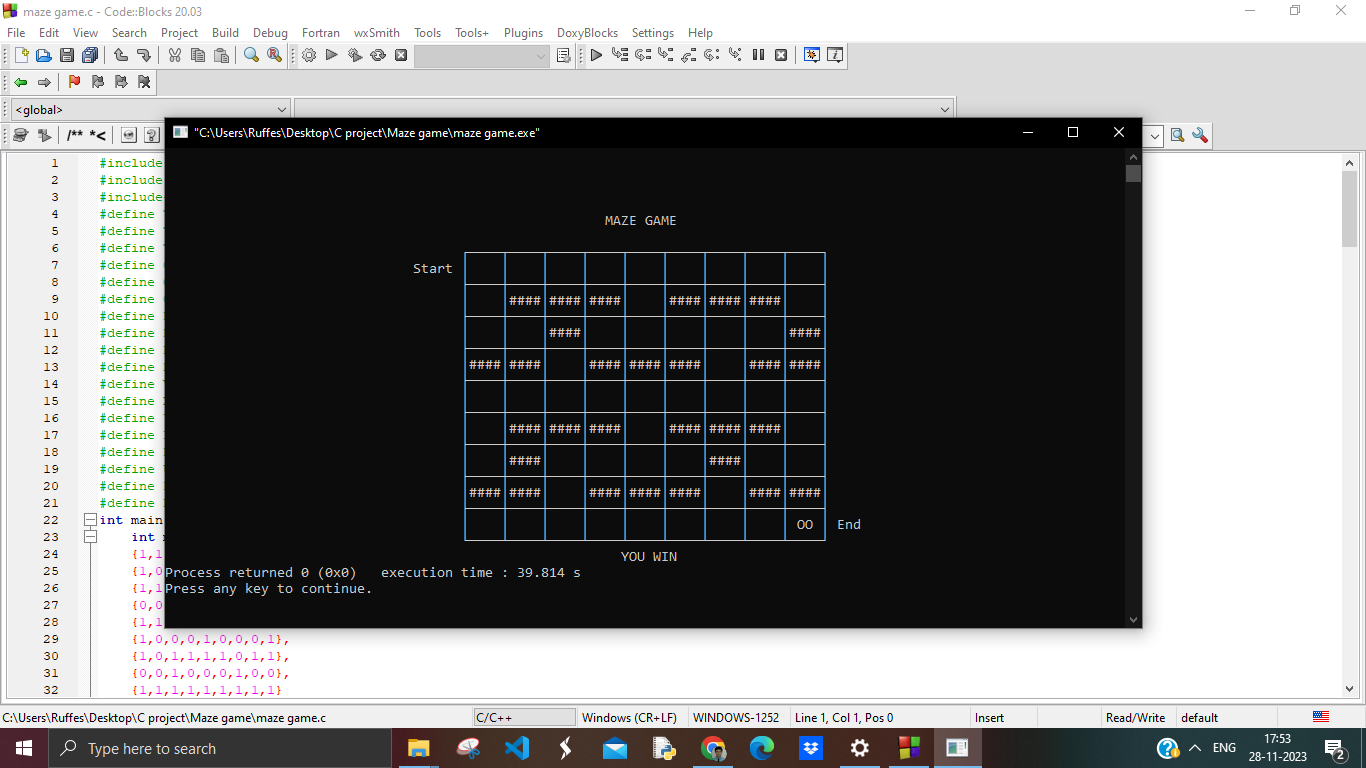 maze game.c - Code::Blocks 20.03
File Edit View Search Project Build Debug Fortran wxSmith Tools Tools+ Plugins DoxyBlocks Settings Help
<global>
/** *<
"C:\Users\Ruffes\Desktop\C project\Maze game\maze game.exe"
MAZE GAME
Start
#### #### #### #### #### ####
#### ####
#### #### #### #### #### #### ####
#### #### #### #### #### ####
#### ####
#### #### #### #### #### #### ####
OO End
YOU WIN
Process returned 0 (0x0) execution time : 39.814 s
Press any key to continue.
1 #include
2 #include
3 #include
4 #define
5 #define
6 #define
7 #define
8 #define
9 #define
10 #define
11 #define
12 #define
13 #define
14 #define
15 #define
16 #define
17 #define
18 #define
19 #define
20 #define
21 #define
22 int main
23 int
24 {1,1
25 {1,0
26 {1,1
27 {0,0
28 {1,1
29 {1,0,0,0,1,0,0,0,1},
30 {1,0,1,1,1,1,0,1,1},
31 {0,0,1,0,0,0,1,0,0},
32 {1,1,1,1,1,1,1,1,1}
C:\Users\Ruffes\Desktop\C project\Maze game\maze game.c C/C++ Windows (CR+LF) WINDOWS-1252 Line 1, Col 1, Pos 0 Insert Read/Write default
Type here to search
ENG 17:53
28-11-2023 2